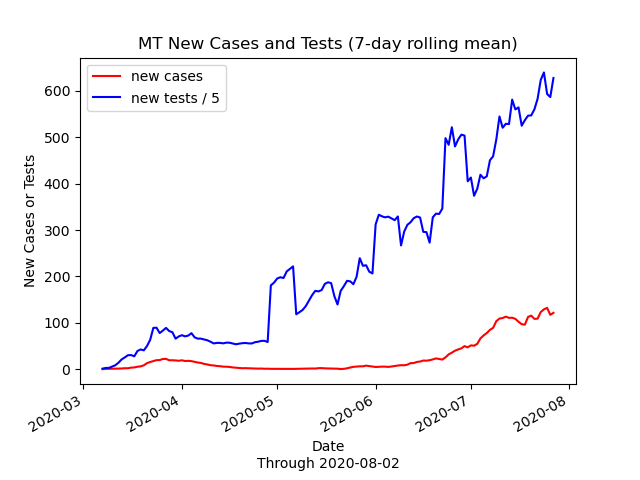 MT New Cases and Tests (7-day rolling mean)
new cases
new tests / 5
New Cases or Tests
600
500
400
300
200
100
0
2020-03
2020-04
2020-05
2020-06
2020-07
2020-08
Date
Through 2020-08-02